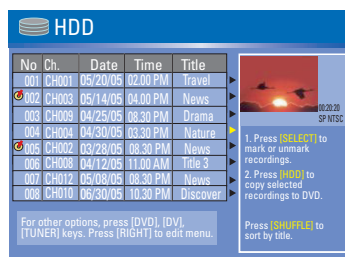 HDD
No Ch. Date Time Title
001 CH001 05/20/05 02.00 PM Travel
002 CH003 05/14/05 04.00 PM News
003 CH009 04/25/05 08.30 PM Drama
004 CH004 04/30/05 03.30 PM Nature
005 CH002 03/28/05 08.30 PM News
006 CH008 04/12/05 11.00 AM Title 3
007 CH012 05/08/05 08.30 PM News
008 CH010 06/30/05 10.30 PM Discover
For other options, press [DVD], [DV],
[TUNER] keys. Press [RIGHT] to edit menu.
00:20:20
SP NTSC
1. Press [SELECT] to
mark or unmark
recordings.
2. Press [HDD] to
copy selected
recordings to DVD.
Press [SHUFFLE] to
sort by title.